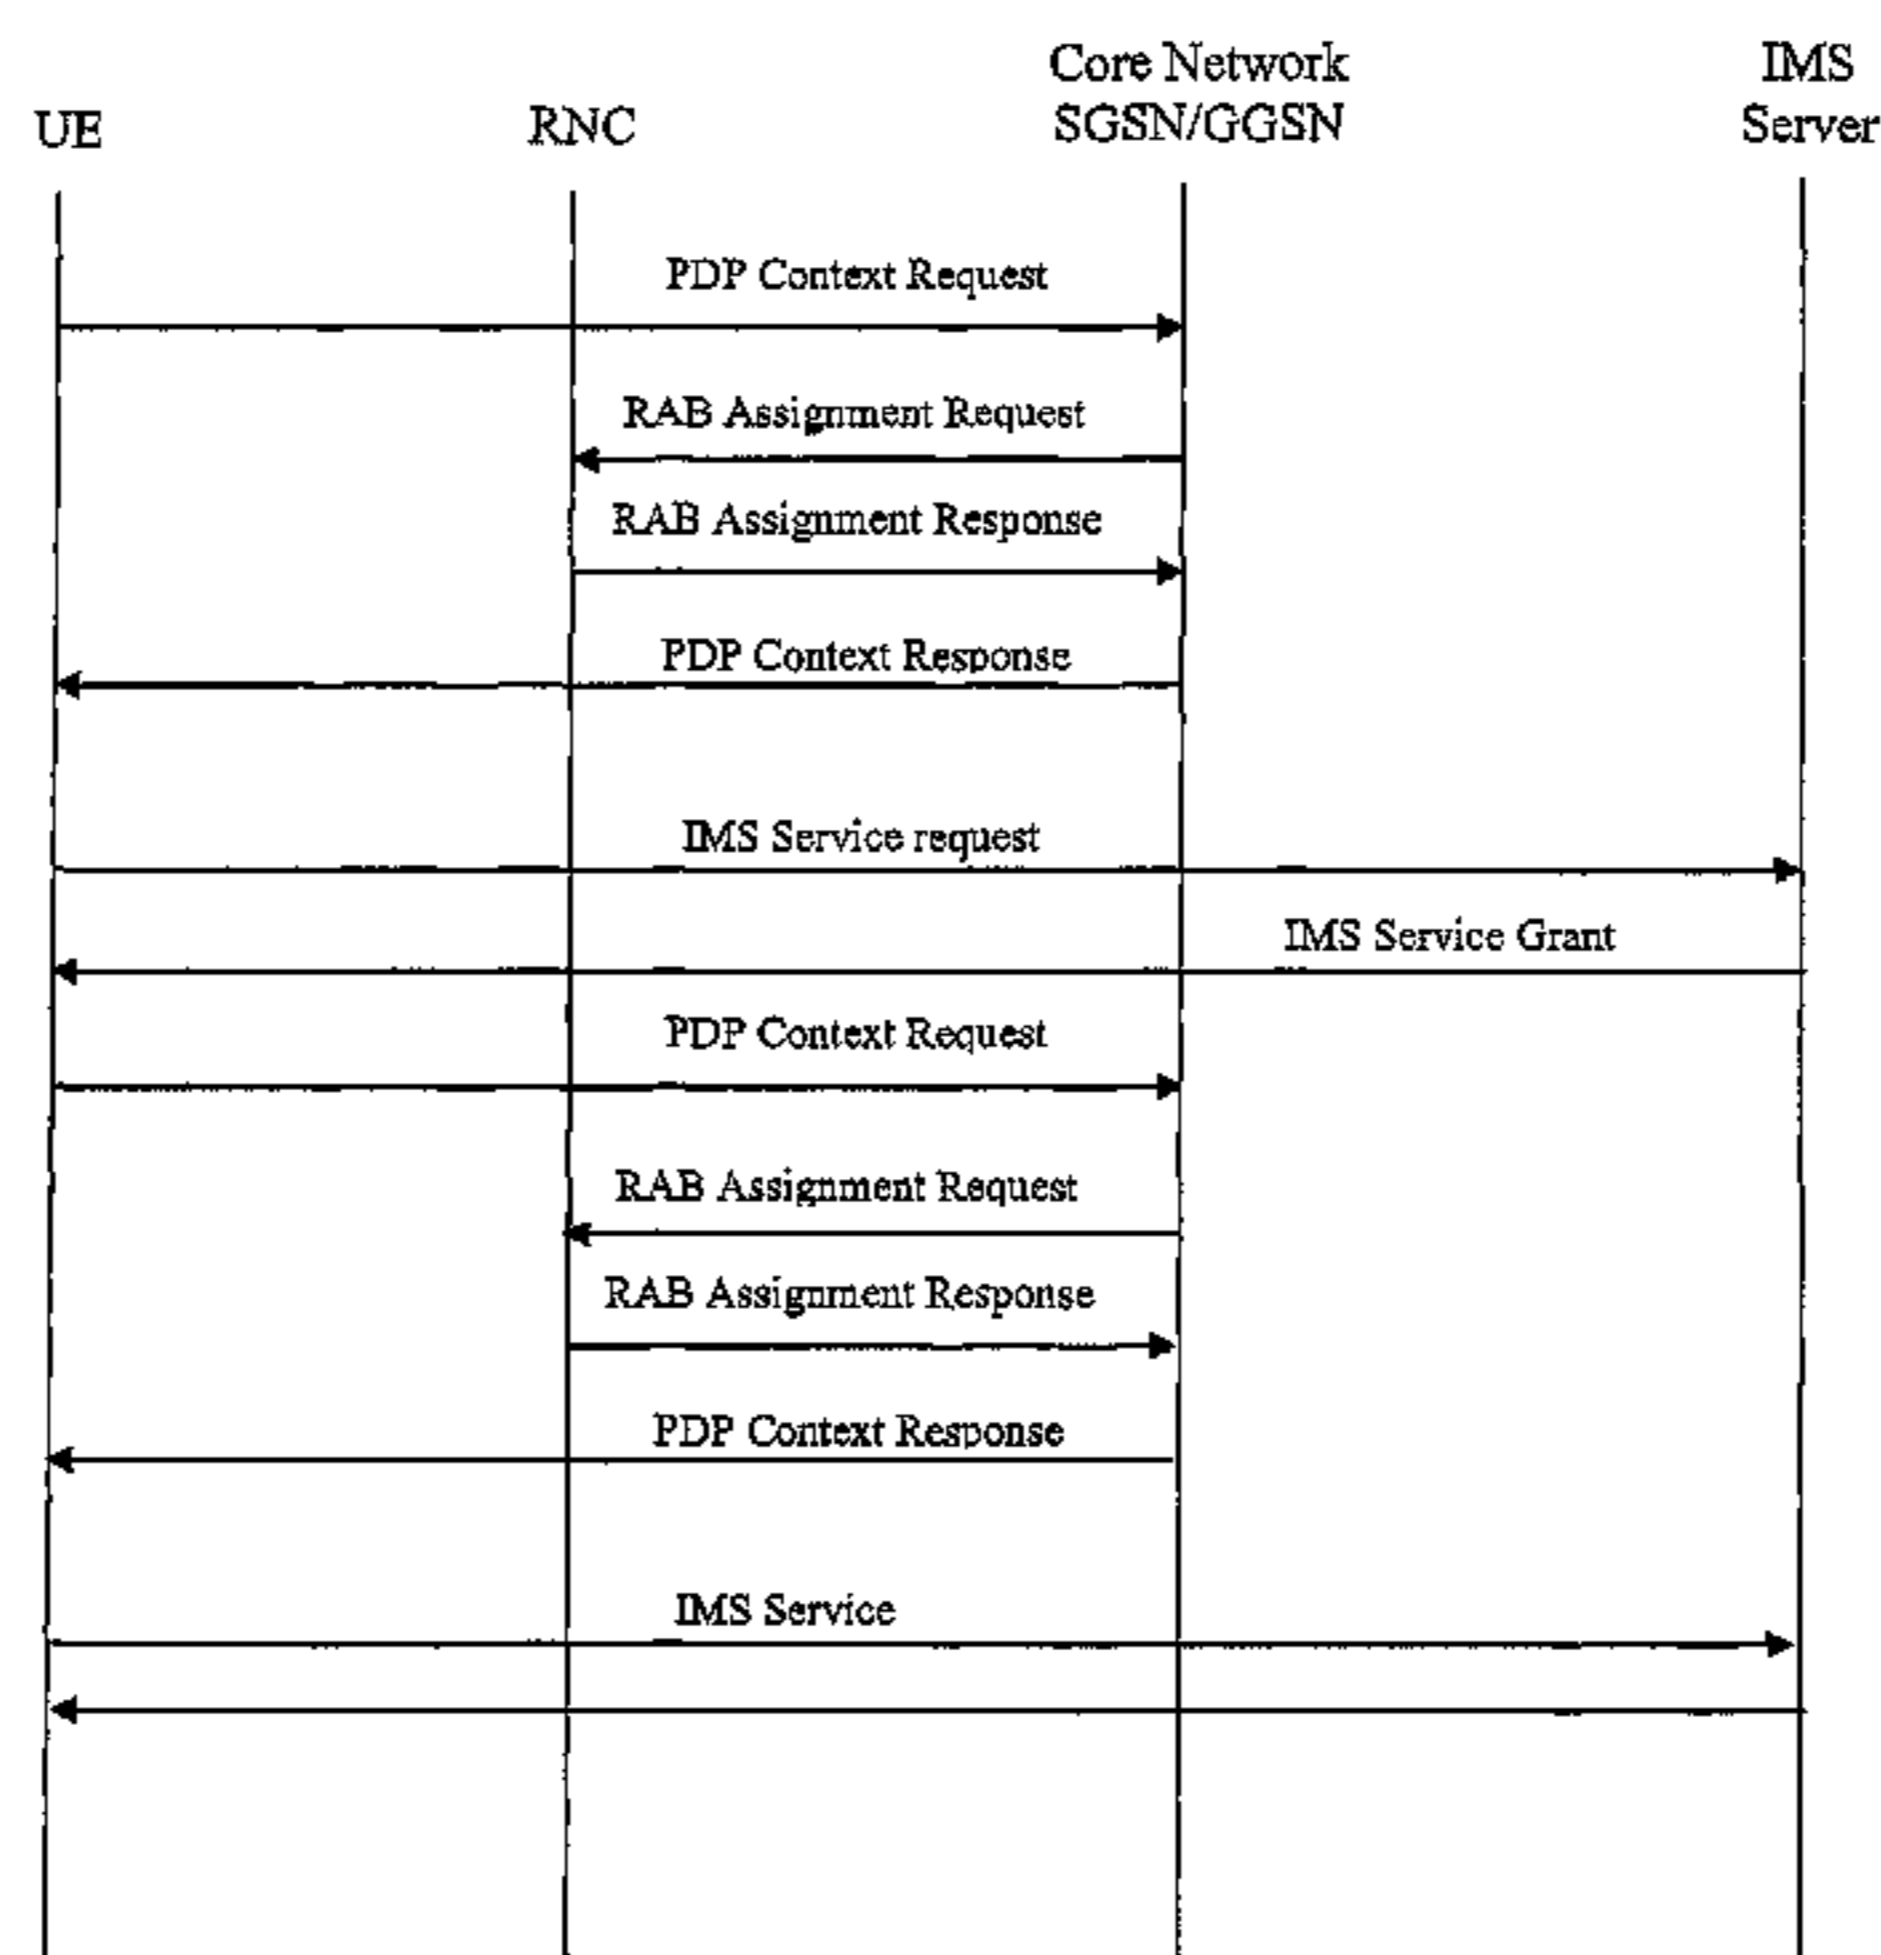 Core Network
IMS
UE
RNC
SGSN/GGSN
Server
PDP Context Request
RAB Assignment Request
RAB Assignment Response
PDP Context Response
IMS Service request
IMS Service Grant
PDP Context Request
RAB Assignment Request
RAB Assignment Response
PDP Context Response
IMS Service